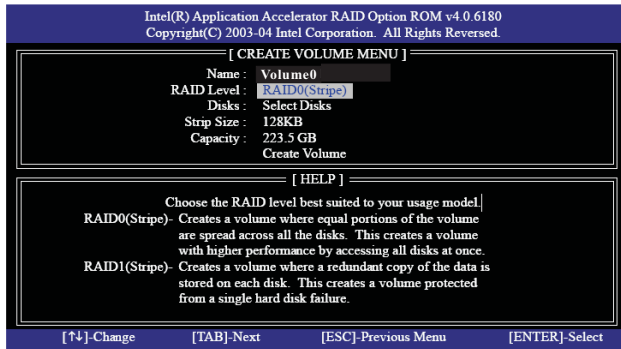 Intel(R) Application Accelerator RAID Option ROM v4.0.6180
Copyright(C) 2003-04 Intel Corporation. All Rights Reserved.
[ CREATE VOLUME MENU ]
Name : Volume0
RAID Level : RAID0(Stripe)
Disks : Select Disks
Strip Size : 128KB
Capacity : 223.5 GB
Create Volume
[ HELP ]
Choose the RAID level best suited to your usage model.
RAID0(Stripe)- Creates a volume where equal portions of the volume
are spread across all the disks. This creates a volume
with higher performance by accessing all disks at once.
RAID1(Stripe)- Creates a volume where a redundant copy of the data is
stored on each disk. This creates a volume protected
from a single hard disk failure.
[↑↓]-Change [TAB]-Next [ESC]-Previous Menu [ENTER]-Select